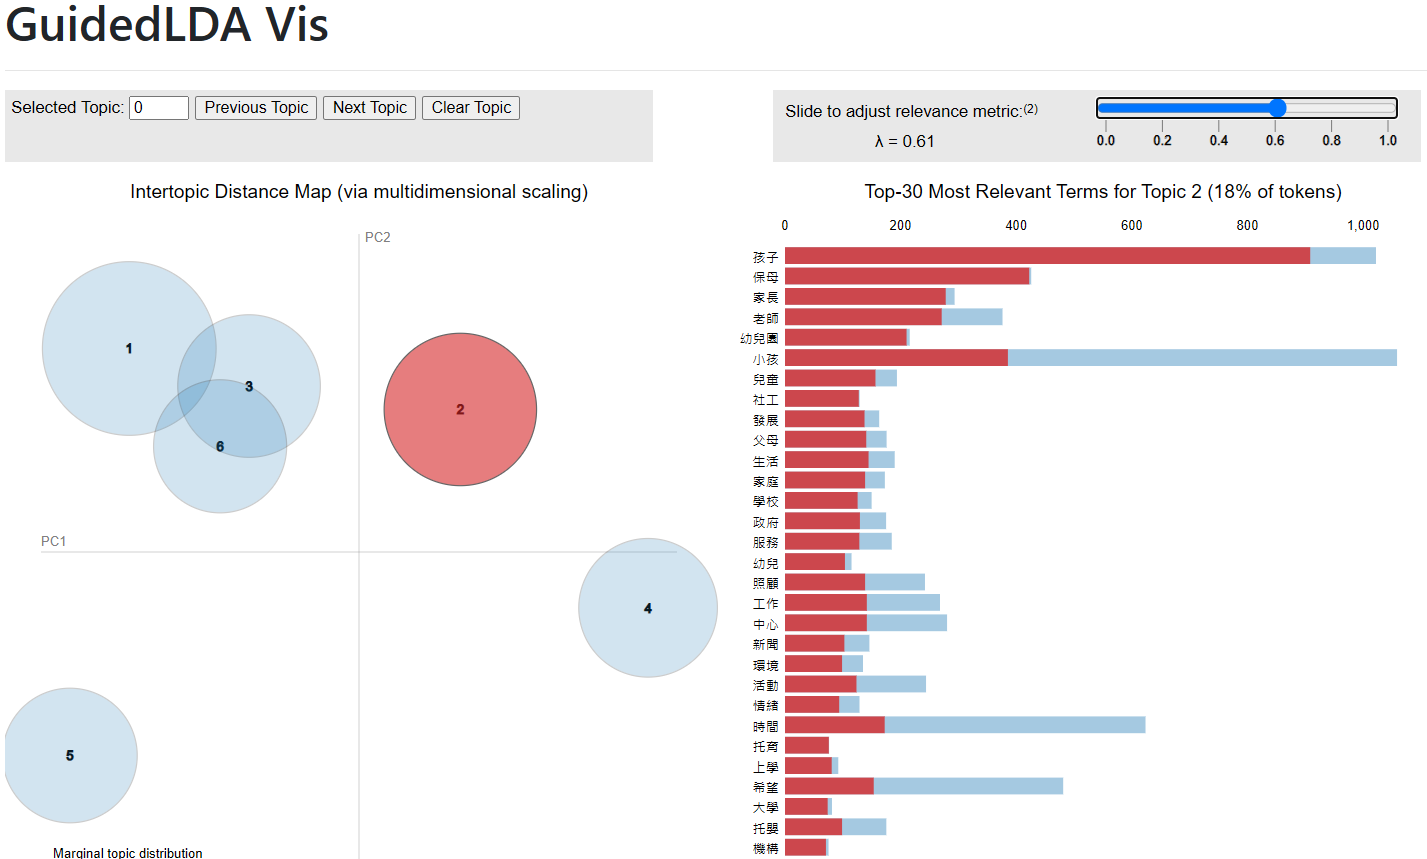 GuidedLDA Vis
Selected Topic: 0 Previous Topic Next Topic Clear Topic
Slide to adjust relevance metric:(2)
λ = 0.61
0.0 0.2 0.4 0.6 0.8 1.0
Intertopic Distance Map (via multidimensional scaling)
PC2
1
3
2
6
PC1
4
5
Marginal topic distribution
Top-30 Most Relevant Terms for Topic 2 (18% of tokens)
0 200 400 600 800 1,000
孩子
保母
家長
老師
幼兒園
小孩
兒童
社工
發展
父母
生活
家庭
學校
政府
服務
幼兒
照顧
工作
中心
新聞
環境
活動
情緒
時間
托育
上學
希望
大學
托嬰
機構